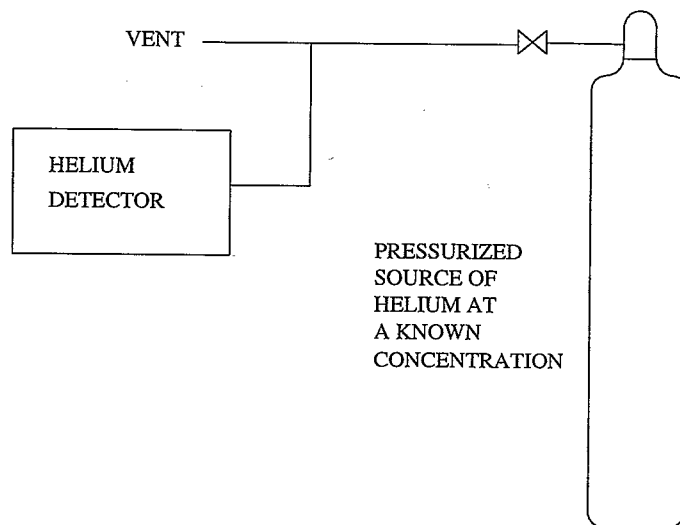 VENT
HELIUM
DETECTOR
PRESSURIZED
SOURCE OF
HELIUM AT
A KNOWN
CONCENTRATION